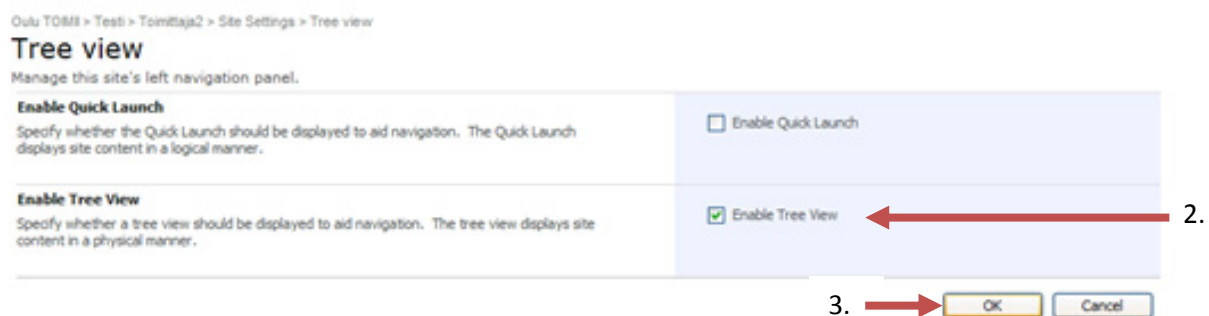 Oulu TOIMII > Testi > Toimittaja2 > Site Settings > Tree view
Tree view
Manage this site's left navigation panel.
Enable Quick Launch
Specify whether the Quick Launch should be displayed to aid navigation. The Quick Launch
displays site content in a logical manner.
Enable Quick Launch
Enable Tree View
Specify whether a tree view should be displayed to aid navigation. The tree view displays site
content in a physical manner.
Enable Tree View
2.
3.
OK
Cancel